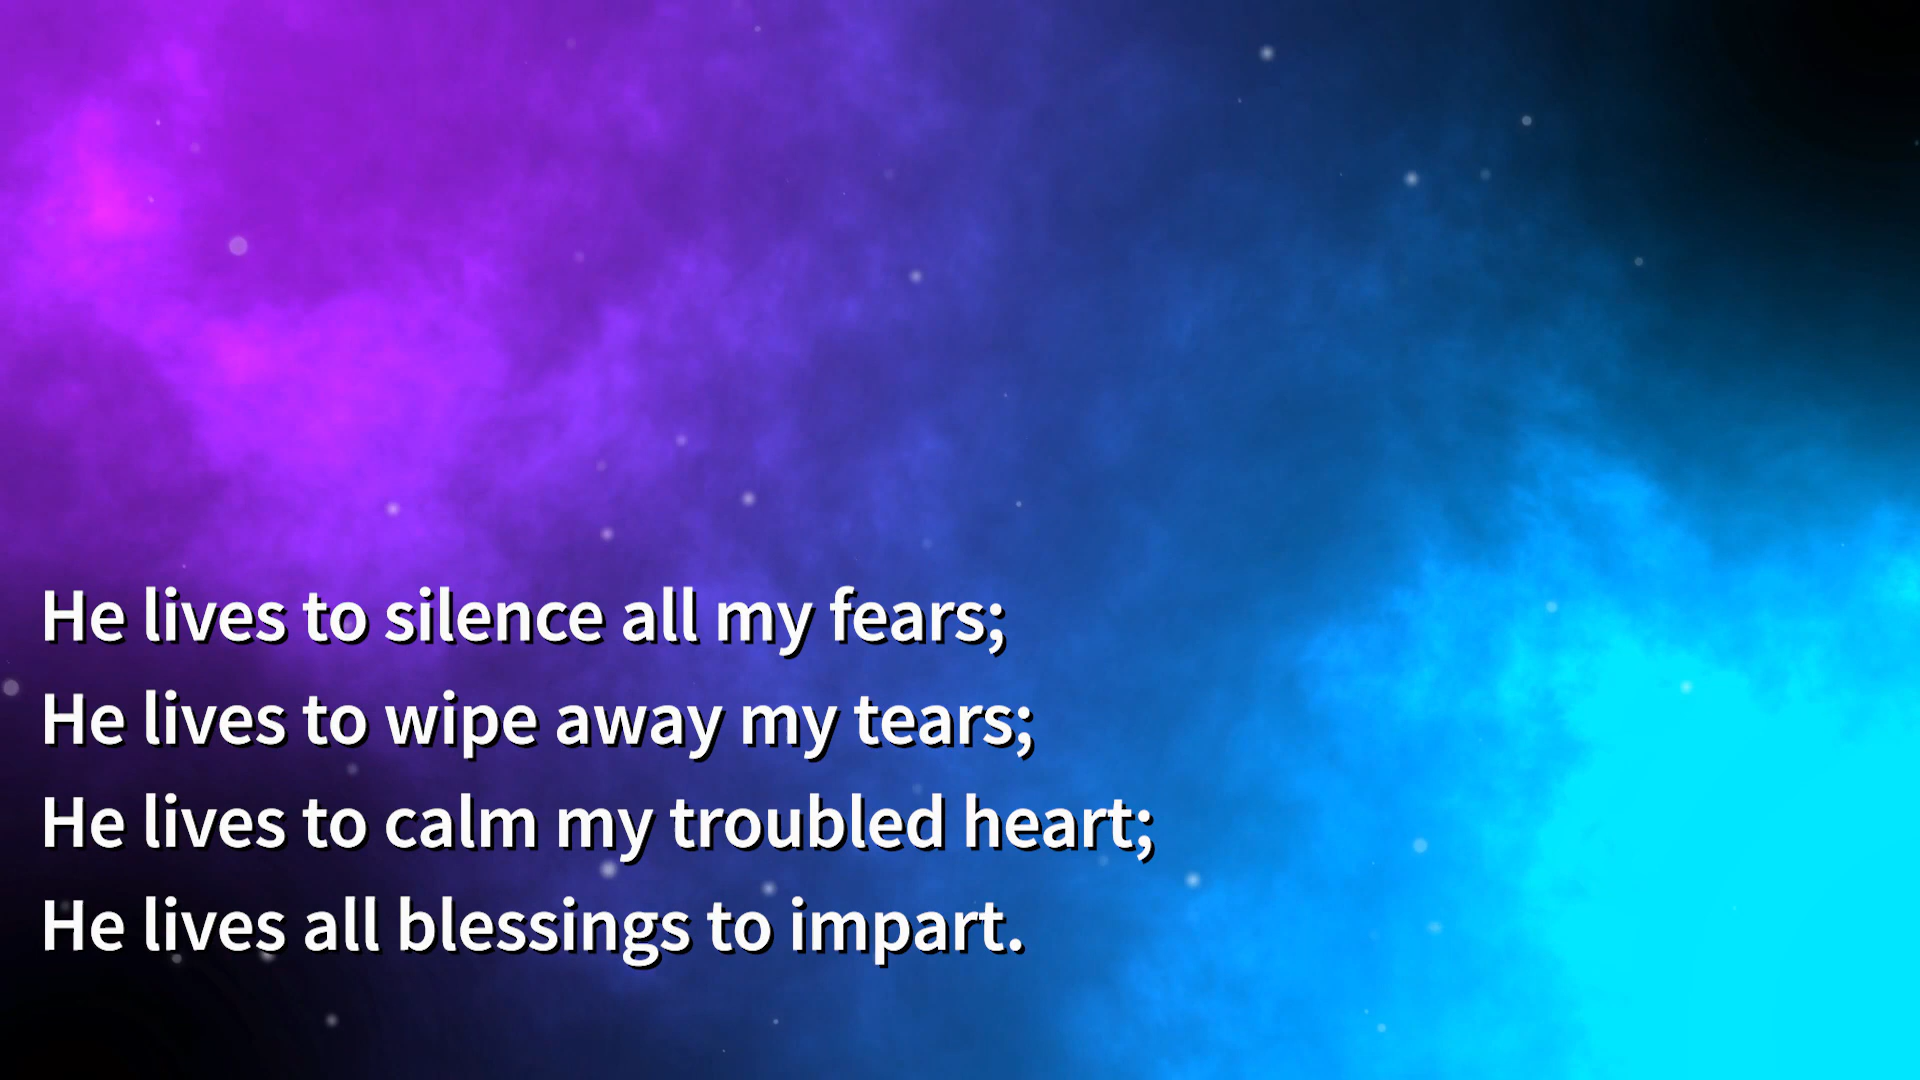 He lives to silence all my fears;
He lives to wipe away my tears;
He lives to calm my troubled heart;
He lives all blessings to impart.